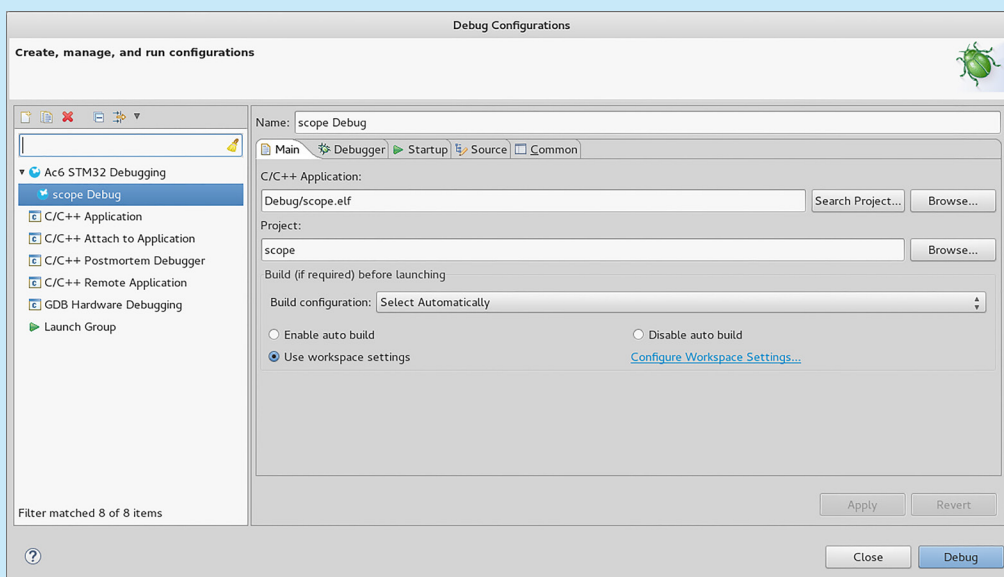 Debug Configurations
Create, manage, and run configurations
Name: scope Debug
Main Debugger Startup Source Common
Ac6 STM32 Debugging
scope Debug
C/C++ Application
C/C++ Attach to Application
C/C++ Postmortem Debugger
C/C++ Remote Application
GDB Hardware Debugging
Launch Group
Filter matched 8 of 8 items
C/C++ Application:
Debug/scope.elf Search Project... Browse...
Project:
scope Browse...
Build (if required) before launching
Build configuration: Select Automatically
Enable auto build Disable auto build
Use workspace settings Configure Workspace Settings...
Apply Revert
? Close Debug